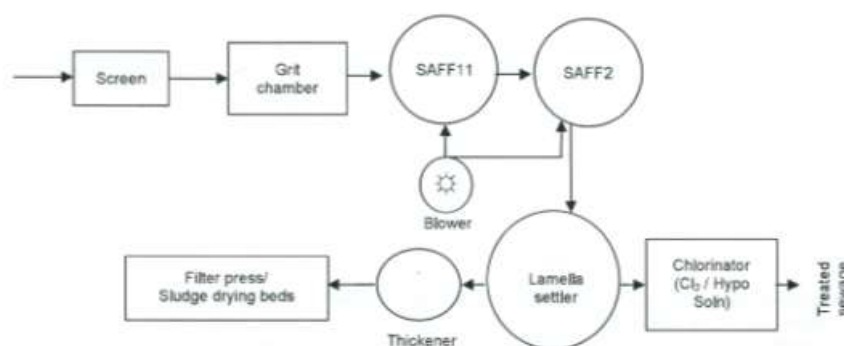 Screen
Grit
chamber
SAFF11
SAFF2
Blower
Filter press/
Sludge drying beds
Thickener
Lamella
settler
Chlorinator
(Cl₂ / Hypo
Soln)
Treated
sewage